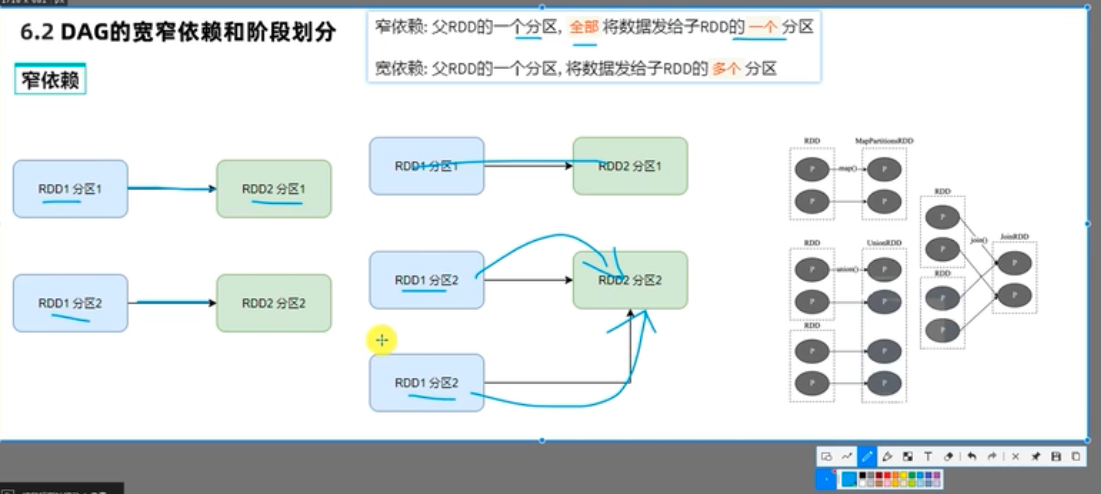 6.2 DAG的宽窄依赖和阶段划分
窄依赖: 父RDD的一个分区, 全部 将数据发给子RDD的 一个 分区
宽依赖: 父RDD的一个分区, 将数据发给子RDD的 多个 分区
窄依赖
RDD1 分区1
RDD2 分区1
RDD1 分区2
RDD2 分区2
RDD1 分区1
RDD2 分区1
RDD1 分区2
RDD2 分区2
RDD1 分区2
RDD
MapPartitionsRDD
P
map()
P
P
P
RDD
UnionRDD
P
union()
P
P
P
RDD
P
P
P
P
RDD
P
P
join()
JoinRDD
P
P
RDD
P
P
T